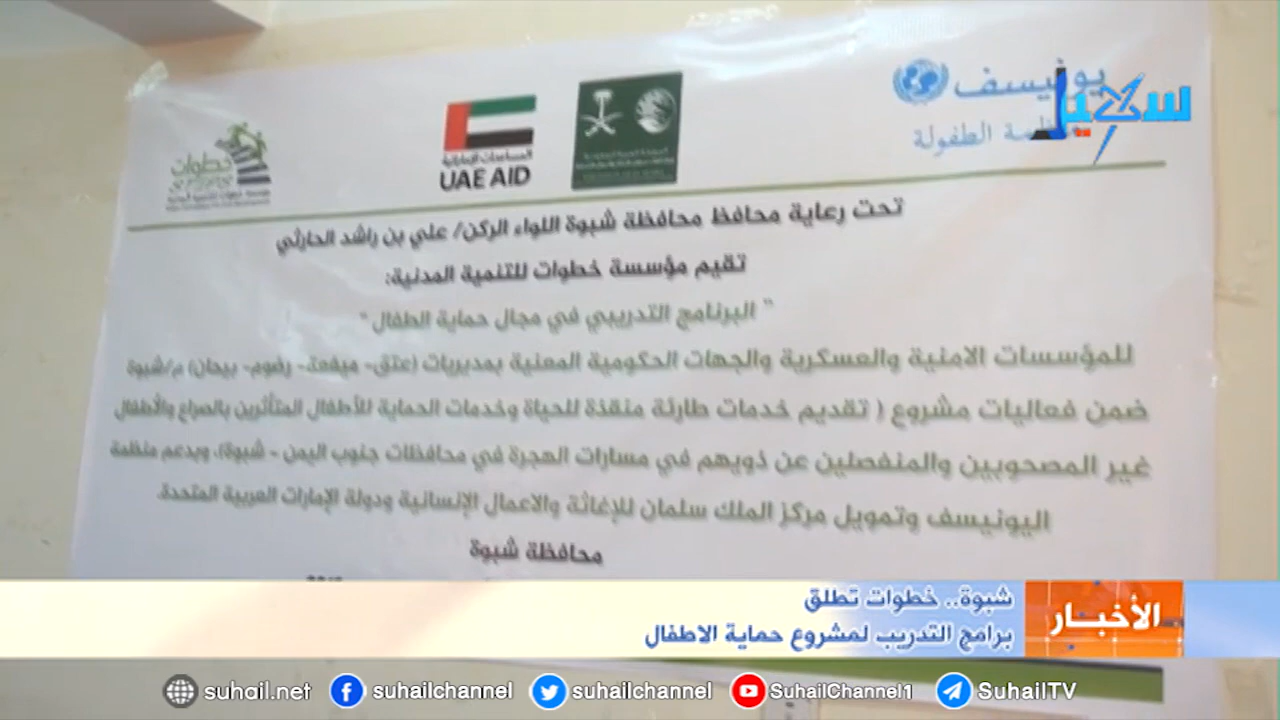 يونيسف
سهيل
الطفولة
خطوات
المساعدات الإماراتية
UAE AID
تحت رعاية محافظ محافظة شبوة اللواء الركن/ علي بن راشد الحارثي
تقيم مؤسسة خطوات للتنمية المدنية:
" البرنامج التدريبي في مجال حماية الطفال "
للمؤسسات الامنية والعسكرية والجهات الحكومية المعنية بمديريات (عتق- ميفعة- رضوم- بيحان) م/شبوة
ضمن فعاليات مشروع ( تقديم خدمات طارئة منقذة للحياة وخدمات الحماية للأطفال المتأثرين بالصراع والأطفال
غير المصحوبين والمنفصلين عن ذويهم في مسارات الهجرة في محافظات جنوب اليمن - شبوة). وبدعم منظمة
اليونيسف وتمويل مركز الملك سلمان للإغاثة والاعمال الإنسانية ودولة الإمارات العربية المتحدة.
محافظة شبوة
الأخبار
شبوة.. خطوات تطلق
برامج التدريب لمشروع حماية الاطفال
suhail.net suhailchannel suhailchannel SuhailChannel1 SuhailTV